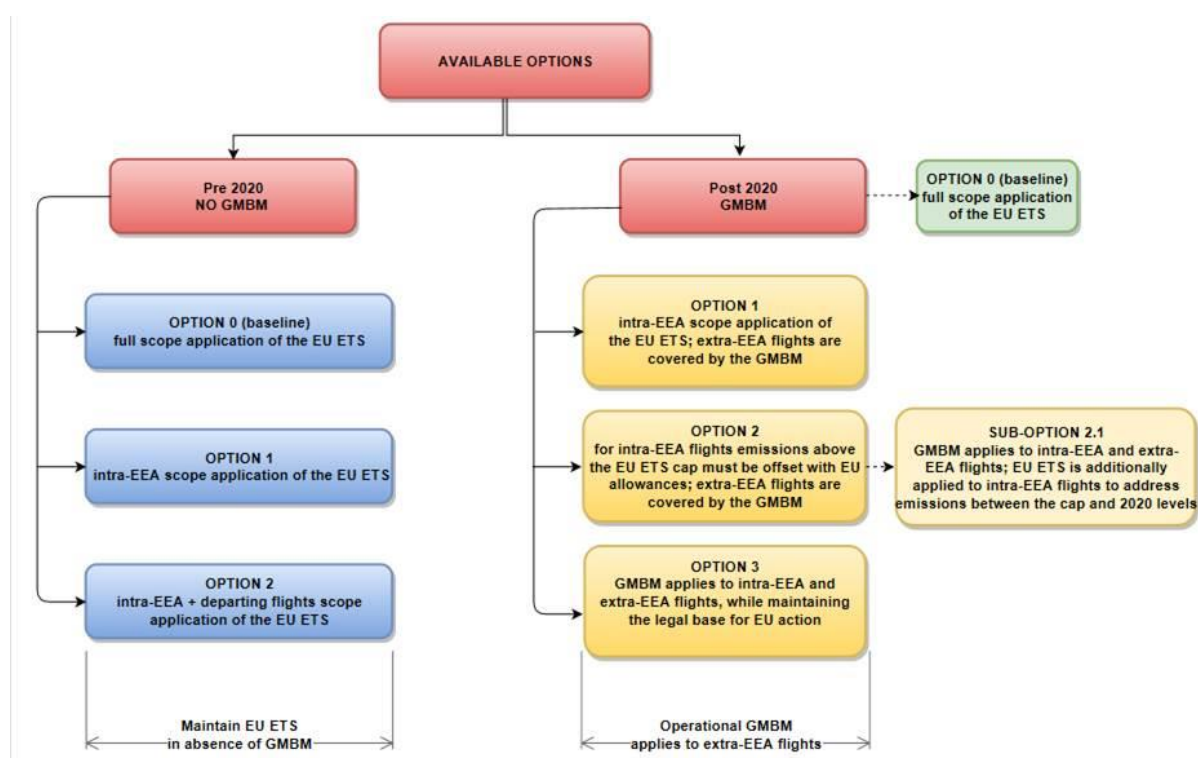 AVAILABLE OPTIONS
Pre 2020
NO GMBM
Post 2020
GMBM
OPTION 0 (baseline)
full scope application
of the EU ETS
OPTION 0 (baseline)
full scope application of the EU ETS
OPTION 1
intra-EEA scope application of the EU ETS
OPTION 2
intra-EEA + departing flights scope
application of the EU ETS
Maintain EU ETS
in absence of GMBM
OPTION 1
intra-EEA scope application of
the EU ETS; extra-EEA flights are
covered by the GMBM
OPTION 2
for intra-EEA flights emissions above
the EU ETS cap must be offset with EU
allowances; extra-EEA flights are
covered by the GMBM
SUB-OPTION 2.1
GMBM applies to intra-EEA and extra-
EEA flights; EU ETS is additionally
applied to intra-EEA flights to address
emissions between the cap and 2020 levels
OPTION 3
GMBM applies to intra-EEA and
extra-EEA flights, while maintaining
the legal base for EU action
Operational GMBM
applies to extra-EEA flights